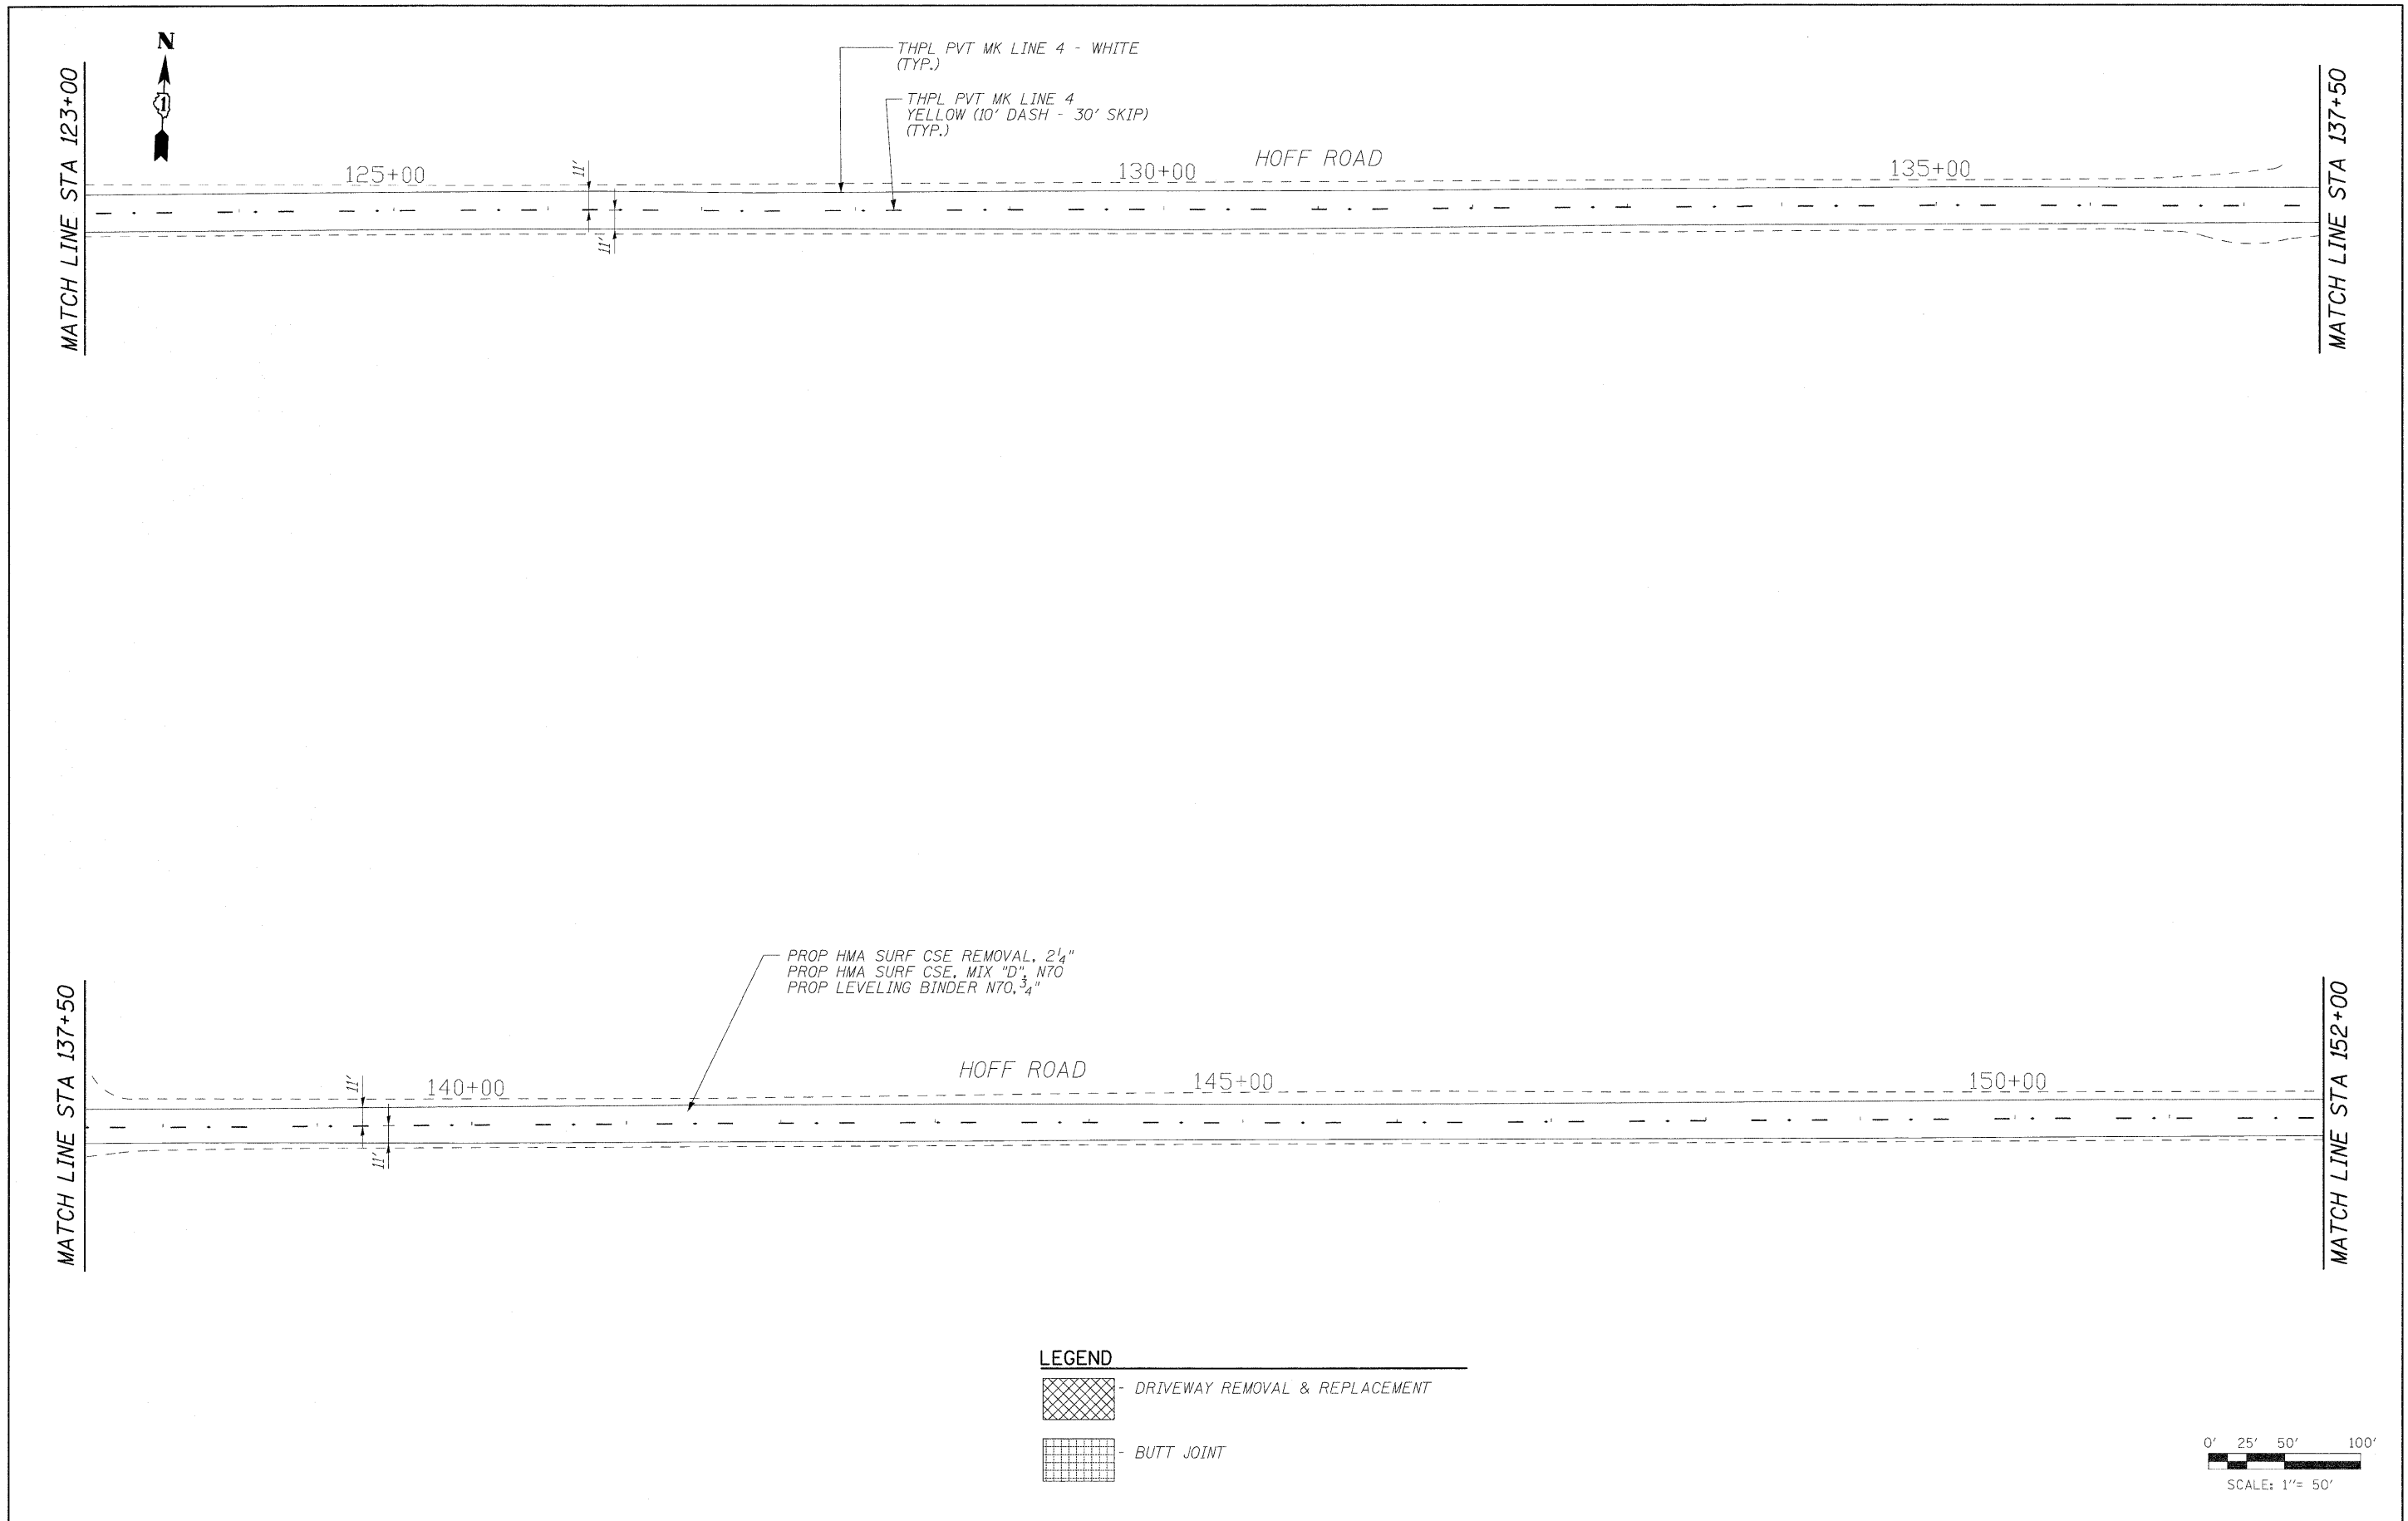 N
1
MATCH LINE STA 123+00
THPL PVT MK LINE 4 - WHITE
(TYP.)
THPL PVT MK LINE 4
YELLOW (10' DASH - 30' SKIP)
(TYP.)
125+00
11'
11'
130+00
HOFF ROAD
135+00
MATCH LINE STA 137+50
MATCH LINE STA 137+50
PROP HMA SURF CSE REMOVAL, 2 1/4"
PROP HMA SURF CSE, MIX "D", N70
PROP LEVELING BINDER N70, 3/4"
11'
11'
140+00
HOFF ROAD
145+00
150+00
MATCH LINE STA 152+00
LEGEND
- DRIVEWAY REMOVAL & REPLACEMENT
- BUTT JOINT
0' 25' 50' 100'
SCALE: 1"= 50'